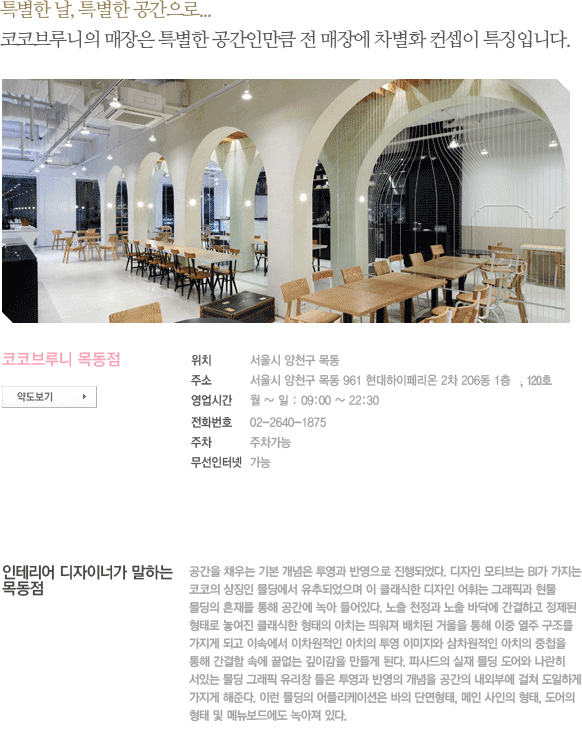 특별한 날, 특별한 공간으로...
코코브루니의 매장은 특별한 공간인만큼 전 매장에 차별화 컨셉이 특징입니다.
코코브루니 목동점
약도보기
위치 서울시 양천구 목동
주소 서울시 양천구 목동 961 현대하이페리온 2차 206동 1층 , 120호
영업시간 월 ~ 일 : 09:00 ~ 22:30
전화번호 02-2640-1875
주차 주차가능
무선인터넷 가능
인테리어 디자이너가 말하는
목동점
공간을 채우는 기본 개념은 투영과 반영으로 진행되었다. 디자인 모티브는 BI가 가지는
코코의 상징인 몰딩에서 유추되었으며 이 클래식한 디자인 어휘는 그래픽과 현물
몰딩의 혼재를 통해 공간에 녹아 들어있다. 노출 천정과 노출 바닥에 간결하고 정제된
형태로 놓여진 클래식한 형태의 아치는 띄워져 배치된 거울을 통해 이중 열주 구조를
가지게 되고 이속에서 이차원적인 아치의 투영 이미지와 삼차원적인 아치의 중첩을
통해 간결함 속에 끝없는 깊이감을 만들게 된다. 파사드의 실재 몰딩 도어와 나란히
서있는 몰딩 그래픽 유리창 들은 투영과 반영의 개념을 공간의 내외부에 걸쳐 도일하게
가지게 해준다. 이런 몰딩의 어플리케이션은 바의 단면형태, 메인 사인의 형태, 도어의
형태 및 메뉴보드에도 녹아져 있다.